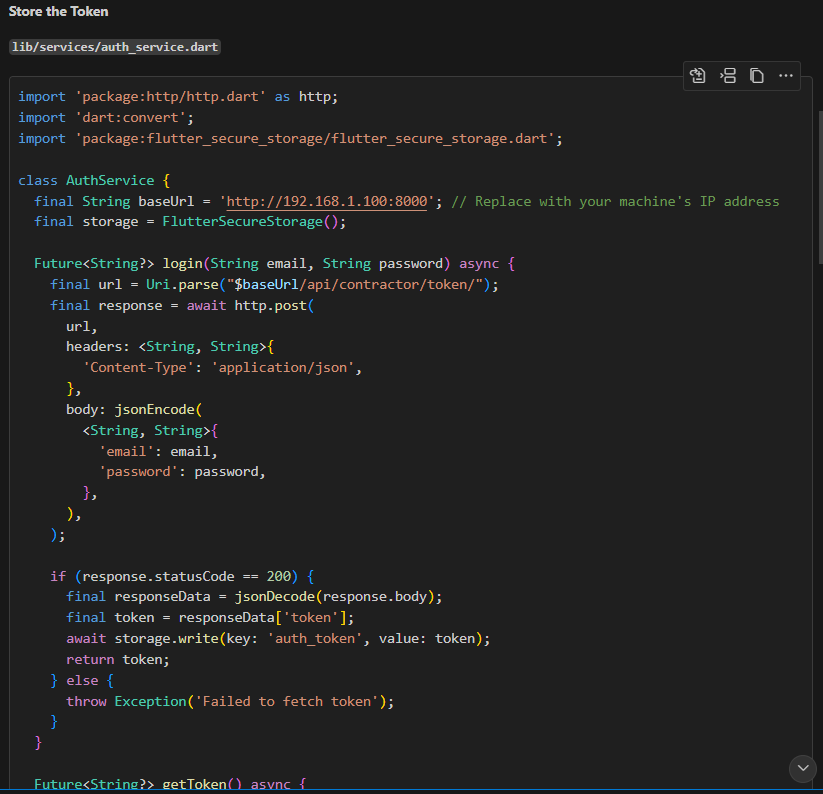 Store the Token
lib/services/auth_service.dart
import 'package:http/http.dart' as http;
import 'dart:convert';
import 'package:flutter_secure_storage/flutter_secure_storage.dart';
class AuthService {
final String baseUrl = 'http://192.168.1.100:8000'; // Replace with your machine's IP address
final storage = FlutterSecureStorage();
Future<String?> login(String email, String password) async {
final url = Uri.parse("$baseUrl/api/contractor/token/");
final response = await http.post(
url,
headers: <String, String>{
'Content-Type': 'application/json',
},
body: jsonEncode(
<String, String>{
'email': email,
'password': password,
},
),
);
if (response.statusCode == 200) {
final responseData = jsonDecode(response.body);
final token = responseData['token'];
await storage.write(key: 'auth_token', value: token);
return token;
} else {
throw Exception('Failed to fetch token');
}
}
Future<String?> getToken() async {